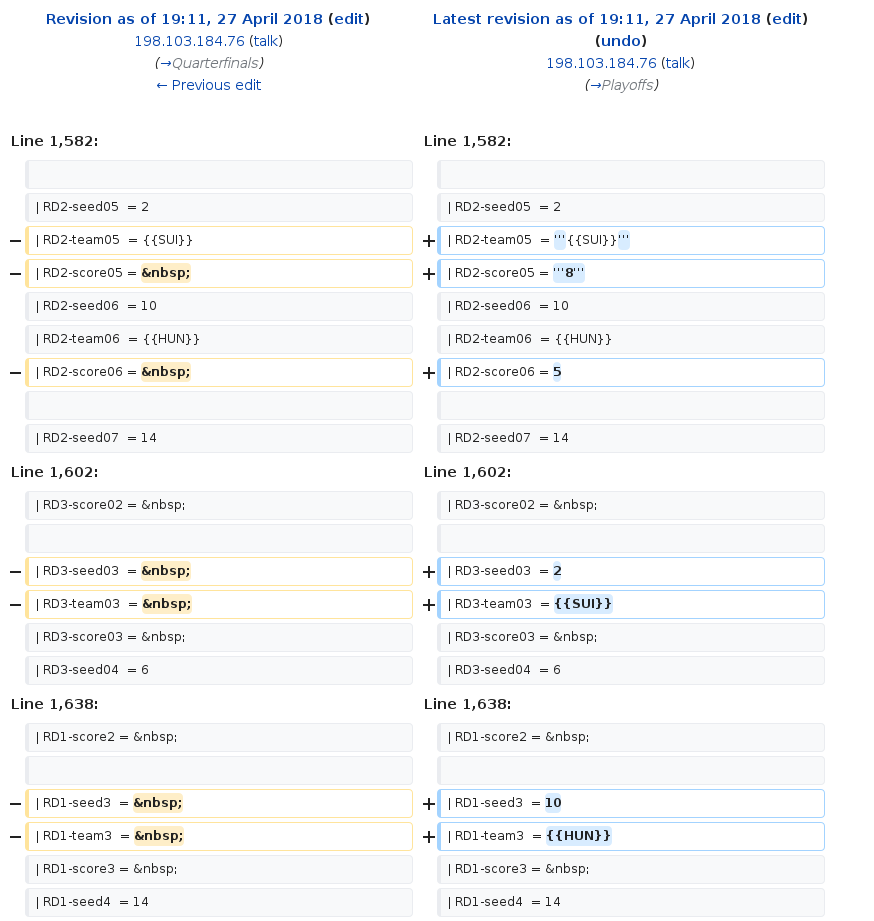 Revision as of 19:11, 27 April 2018 (edit)
198.103.184.76 (talk)
(→Quarterfinals)
← Previous edit
Latest revision as of 19:11, 27 April 2018 (edit)
(undo)
198.103.184.76 (talk)
(→Playoffs)
Line 1,582:
Line 1,582:
| RD2-seed05 = 2
| RD2-seed05 = 2
− | RD2-team05 = {{SUI}}
+ | RD2-team05 = '''{{SUI}}'''
− | RD2-score05 = &nbsp;
+ | RD2-score05 = '''8'''
| RD2-seed06 = 10
| RD2-seed06 = 10
| RD2-team06 = {{HUN}}
| RD2-team06 = {{HUN}}
− | RD2-score06 = &nbsp;
+ | RD2-score06 = 5
| RD2-seed07 = 14
| RD2-seed07 = 14
Line 1,602:
Line 1,602:
| RD3-score02 = &nbsp;
| RD3-score02 = &nbsp;
− | RD3-seed03 = &nbsp;
+ | RD3-seed03 = 2
− | RD3-team03 = &nbsp;
+ | RD3-team03 = {{SUI}}
| RD3-score03 = &nbsp;
| RD3-score03 = &nbsp;
| RD3-seed04 = 6
| RD3-seed04 = 6
Line 1,638:
Line 1,638:
| RD1-score2 = &nbsp;
| RD1-score2 = &nbsp;
− | RD1-seed3 = &nbsp;
+ | RD1-seed3 = 10
− | RD1-team3 = &nbsp;
+ | RD1-team3 = {{HUN}}
| RD1-score3 = &nbsp;
| RD1-score3 = &nbsp;
| RD1-seed4 = 14
| RD1-seed4 = 14